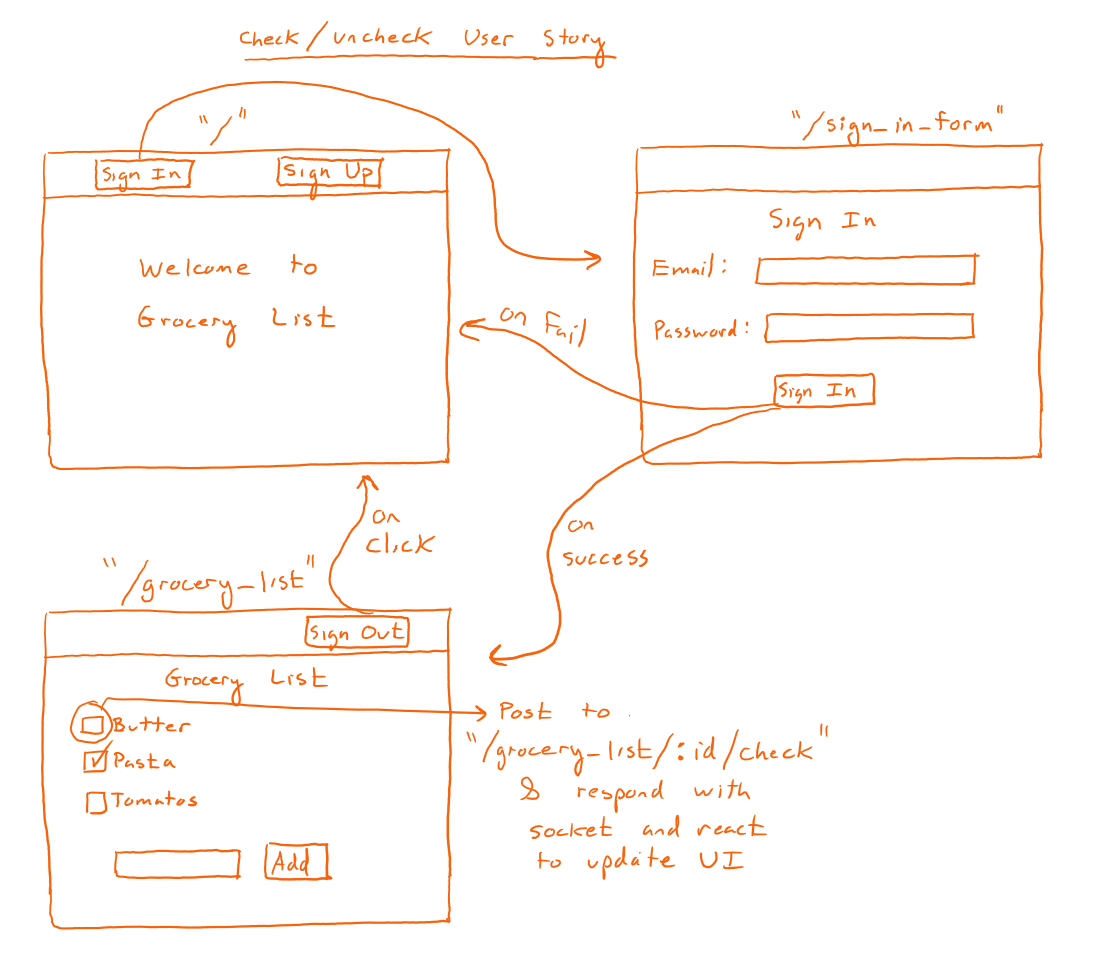 Check/uncheck User Story
"/"
Sign In
Sign Up
Welcome to
Grocery List
"/sign_in_form"
Sign In
Email:
Password:
Sign In
on Fail
on
success
on
click
"/grocery_list"
Sign Out
Grocery List
Butter
Pasta
Tomatos
Add
Post to
"/grocery_list/:id/check"
& respond with
socket and react
to update UI